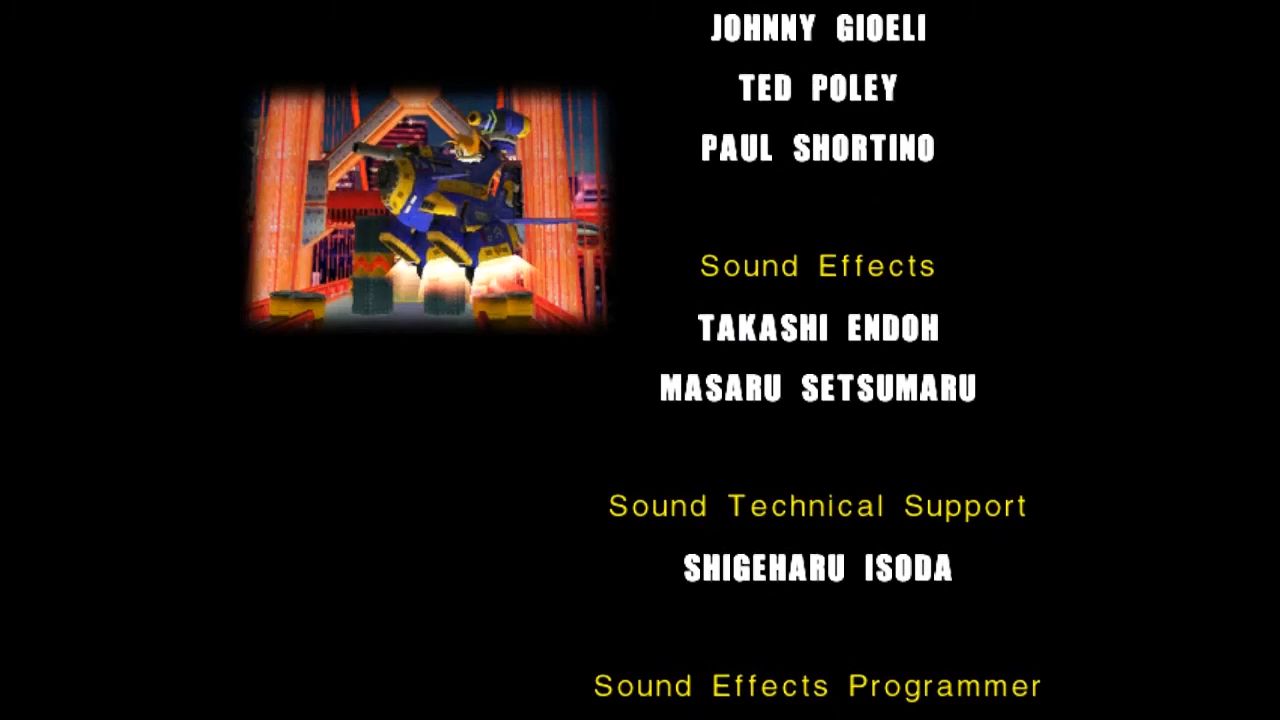 JOHNNY GIOELI
TED POLEY
PAUL SHORTINO
Sound Effects
TAKASHI ENDOH
MASARU SETSUMARU
Sound Technical Support
SHIGEHARU ISODA
Sound Effects Programmer